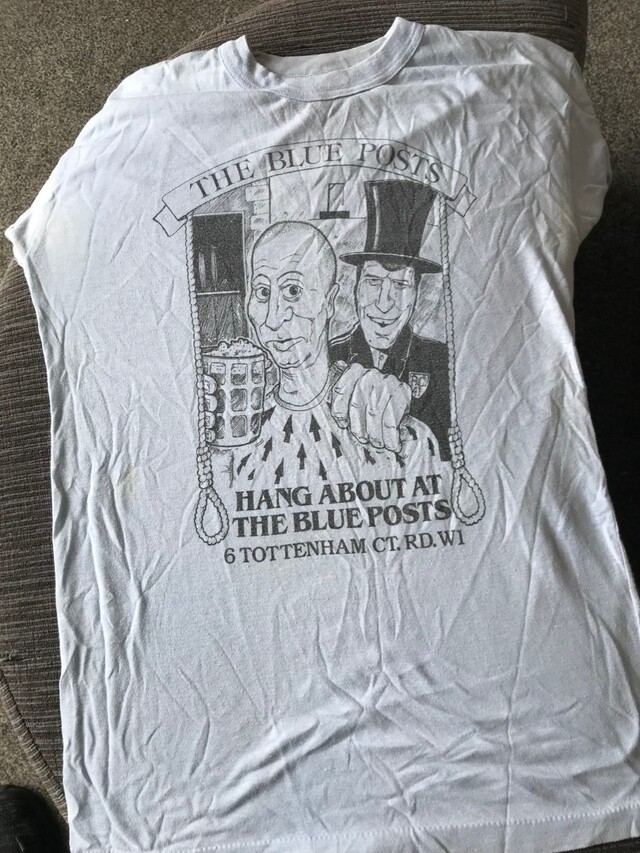 THE BLUE POSTS
HANG ABOUT AT
THE BLUE POSTS
6 TOTTENHAM CT. RD. W1